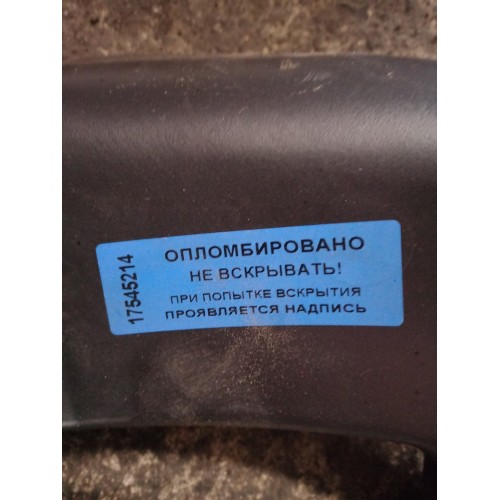 17545214
ОПЛОМБИРОВАНО
НЕ ВСКРЫВАТЬ!
ПРИ ПОПЫТКЕ ВСКРЫТИЯ
ПРОЯВЛЯЕТСЯ НАДПИСЬ